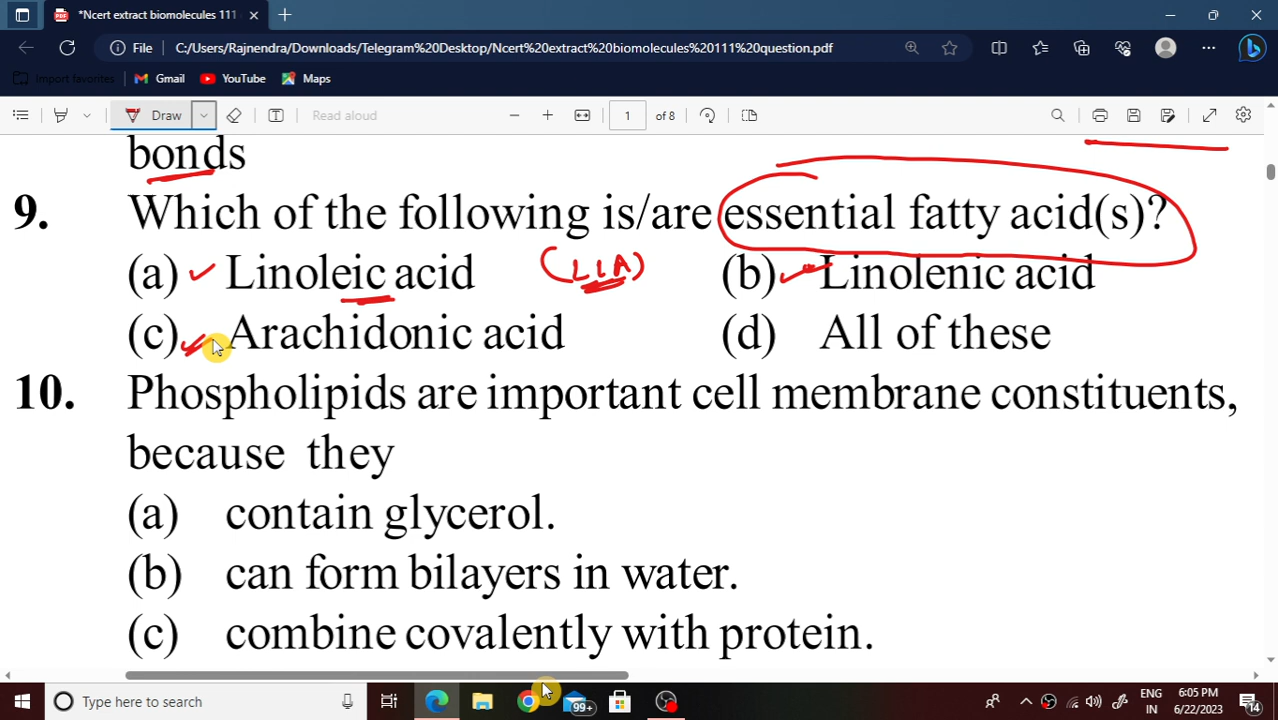 *Ncert extract biomolecules 111
File C:/Users/Rajnendra/Downloads/Telegram%20Desktop/Ncert%20extract%20biomolecules%20111%20question.pdf
Import favorites Gmail YouTube Maps
Draw Read aloud 1 of 8
bonds
9. Which of the following is/are essential fatty acid(s)?
(a) Linoleic acid (LLA) (b) Linolenic acid
(c) Arachidonic acid (d) All of these
10. Phospholipids are important cell membrane constituents,
because they
(a) contain glycerol.
(b) can form bilayers in water.
(c) combine covalently with protein.
Type here to search 99+ ENG 6:05 PM
IN 6/22/2023 14